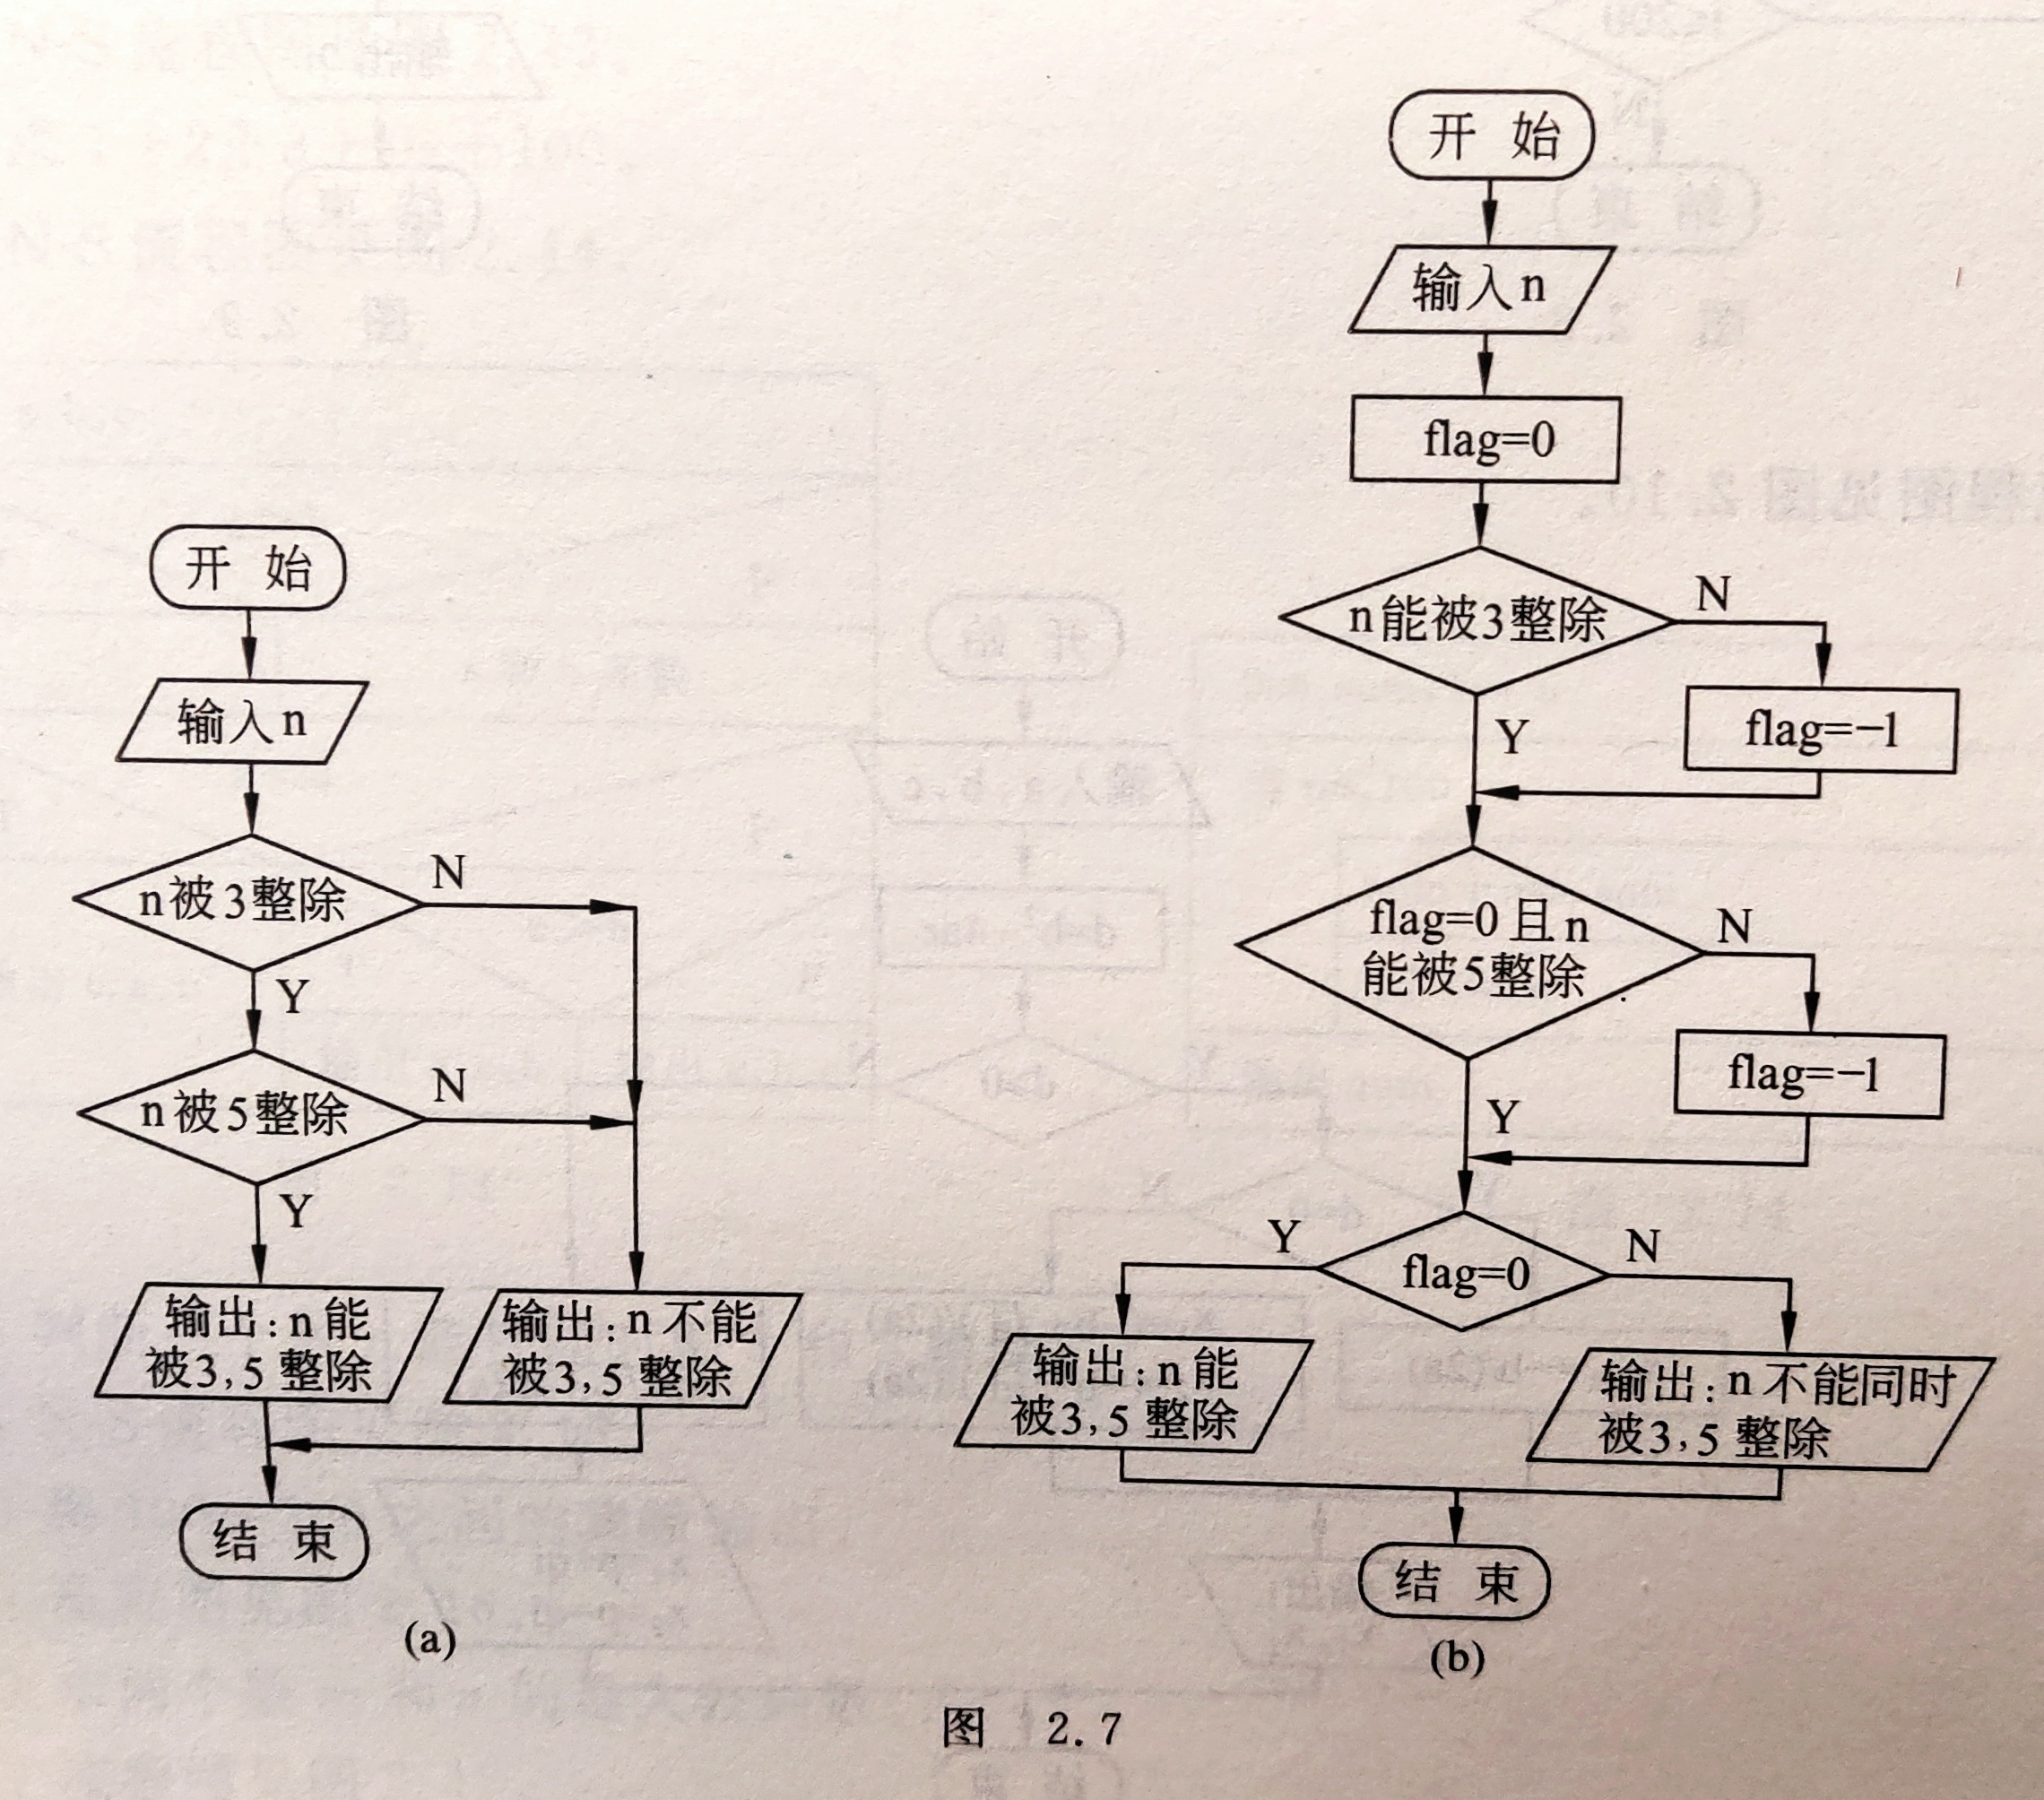 开 始
输入n
n被3整除
N
Y
n被5整除
N
Y
输出:n能
被3,5 整除
输出:n不能
被3,5 整除
结 束
(a)
开 始
输入n
flag=0
n能被3整除
N
flag=-1
Y
flag=0且n
能被5整除
N
flag=-1
Y
flag=0
Y
N
输出:n能
被3,5 整除
输出:n不能同时
被3,5 整除
结 束
(b)
图 2.7